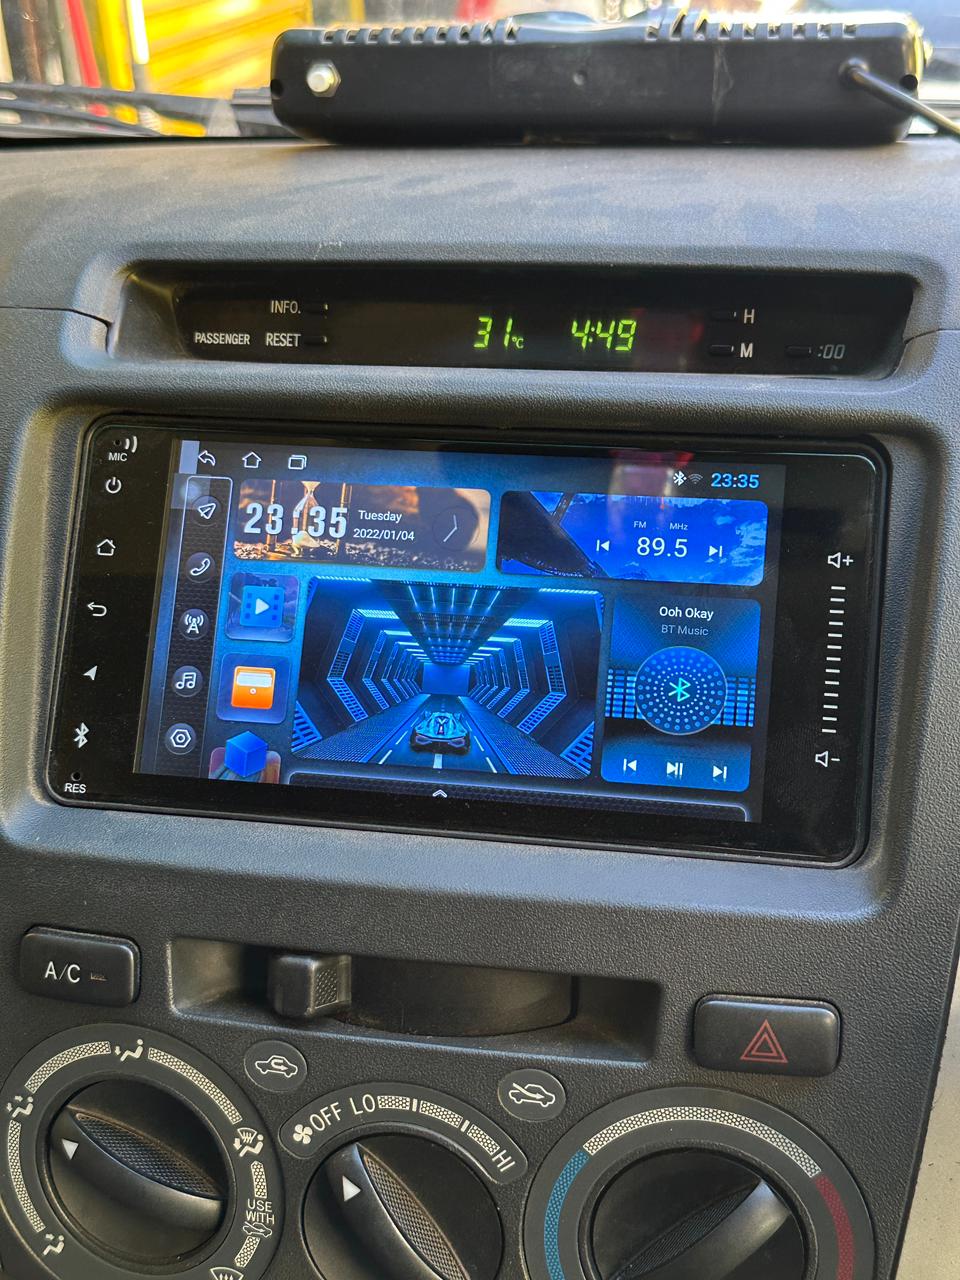 INFO.
PASSENGER RESET
31°C 4:49
H
M :00
MIC
RES
23:35
23:35
Tuesday
2022/01/04
FM MHz
89.5
Ooh Okay
BT Music
A/C
OFF LO
HI
USE
WITH